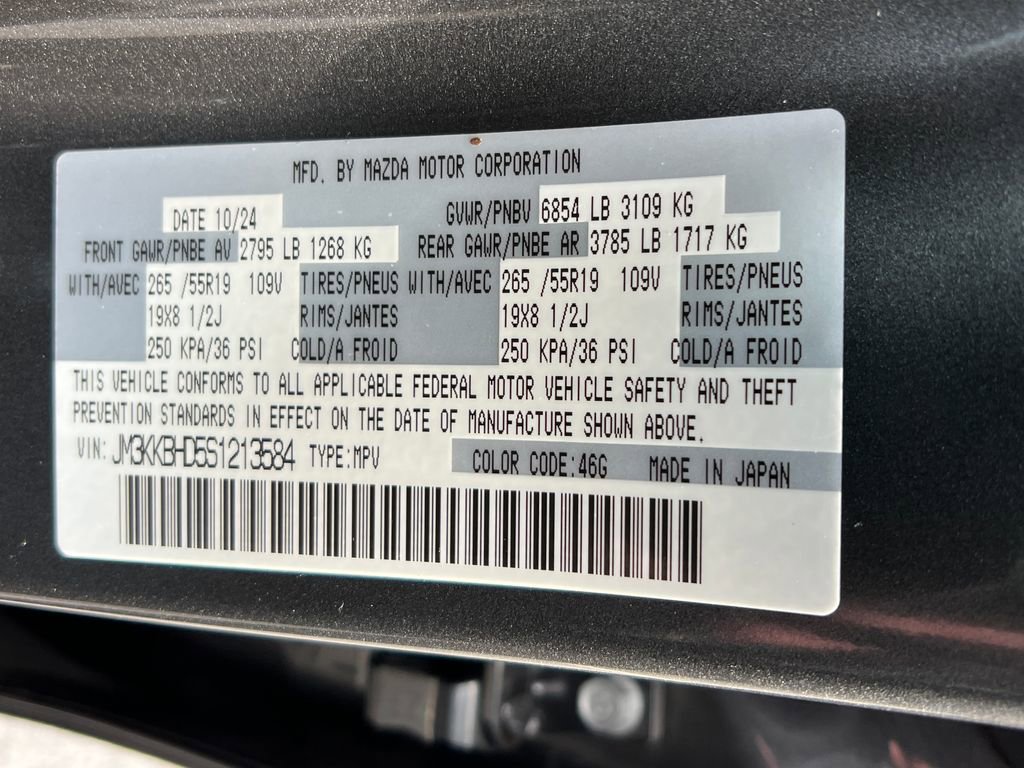 MFD. BY MAZDA MOTOR CORPORATION
DATE 10/24 GVWR/PNBV 6854 LB 3109 KG
FRONT GAWR/PNBE AV 2795 LB 1268 KG REAR GAWR/PNBE AR 3785 LB 1717 KG
WITH/AVEC 265 /55R19 109V TIRES/PNEUS WITH/AVEC 265 /55R19 109V TIRES/PNEUS
19X8 1/2J RIMS/JANTES 19X8 1/2J RIMS/JANTES
250 KPA/36 PSI COLD/A FROID 250 KPA/36 PSI COLD/A FROID
THIS VEHICLE CONFORMS TO ALL APPLICABLE FEDERAL MOTOR VEHICLE SAFETY AND THEFT
PREVENTION STANDARDS IN EFFECT ON THE DATE OF MANUFACTURE SHOWN ABOVE.
VIN: JM3KKBHD5S1213584 TYPE:MPV COLOR CODE:46G MADE IN JAPAN